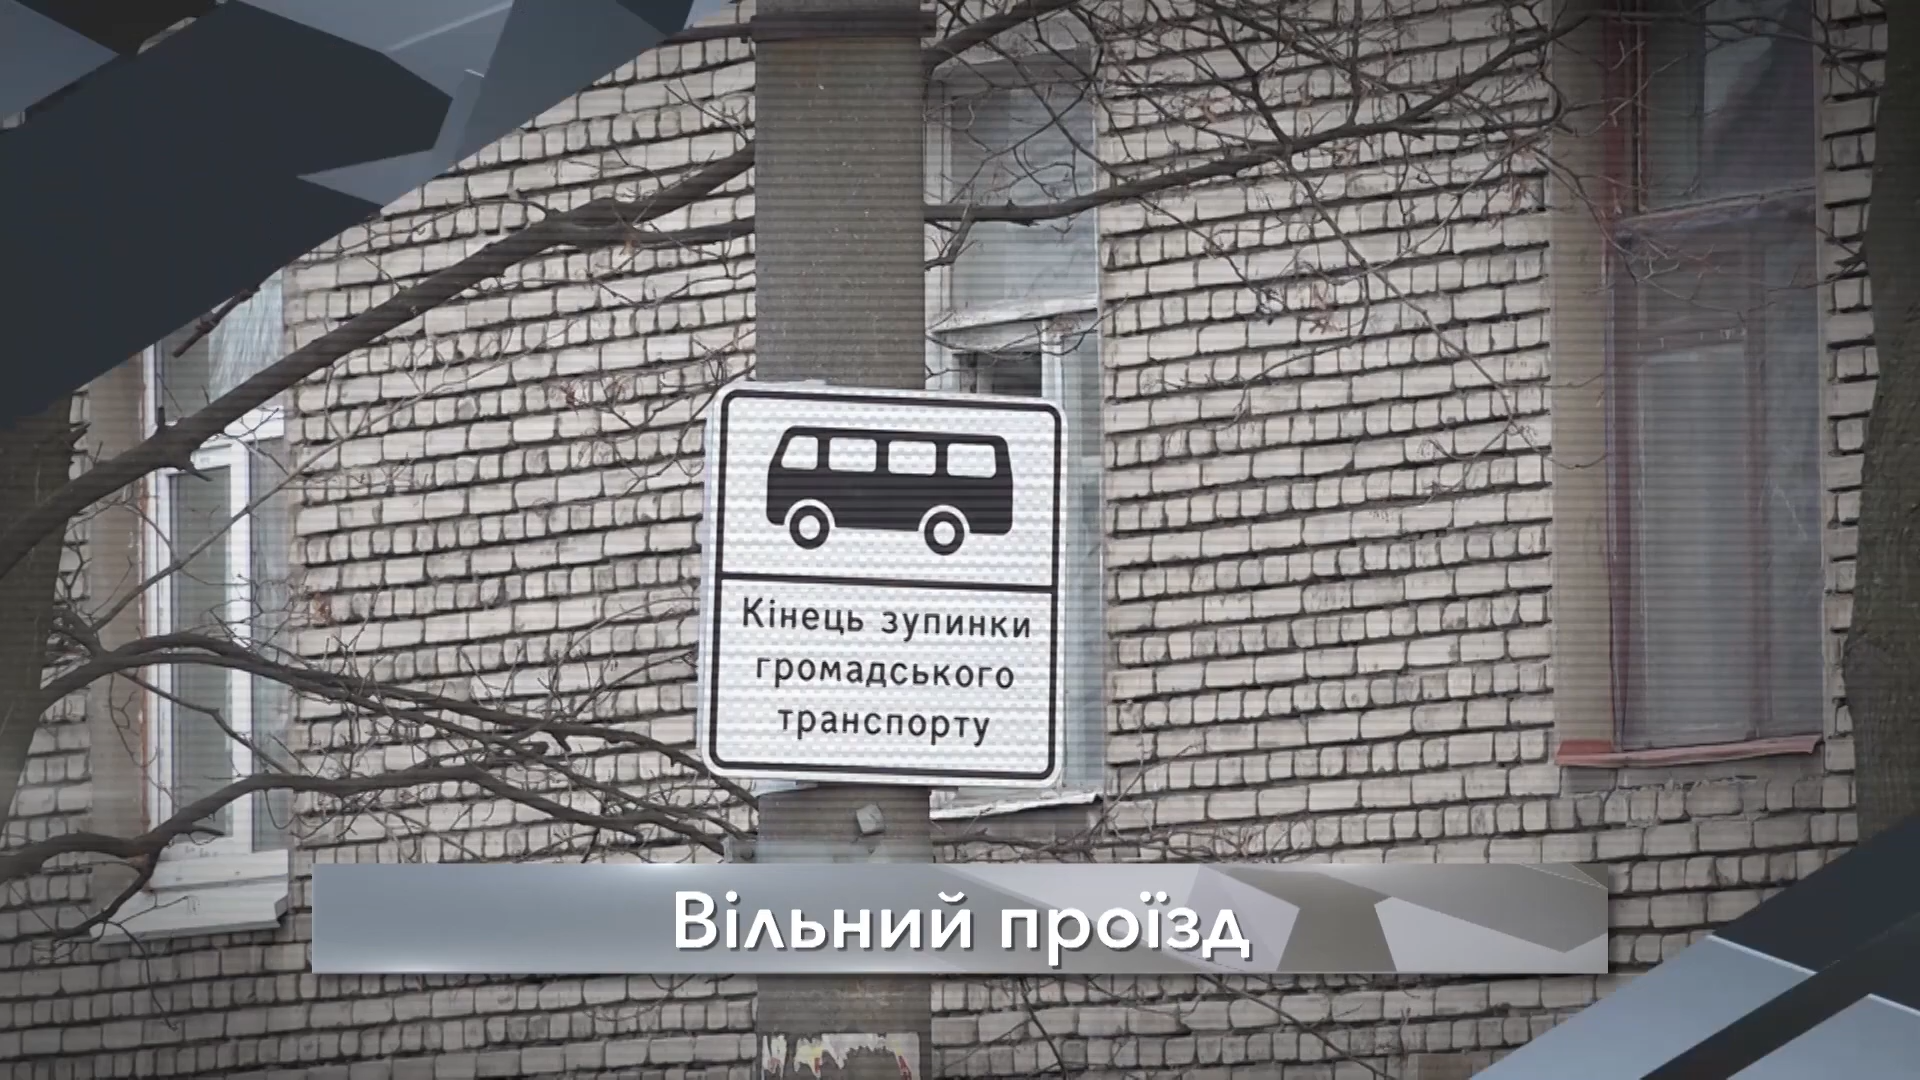 Кінець зупинки
громадського
транспорту
Вільний проїзд